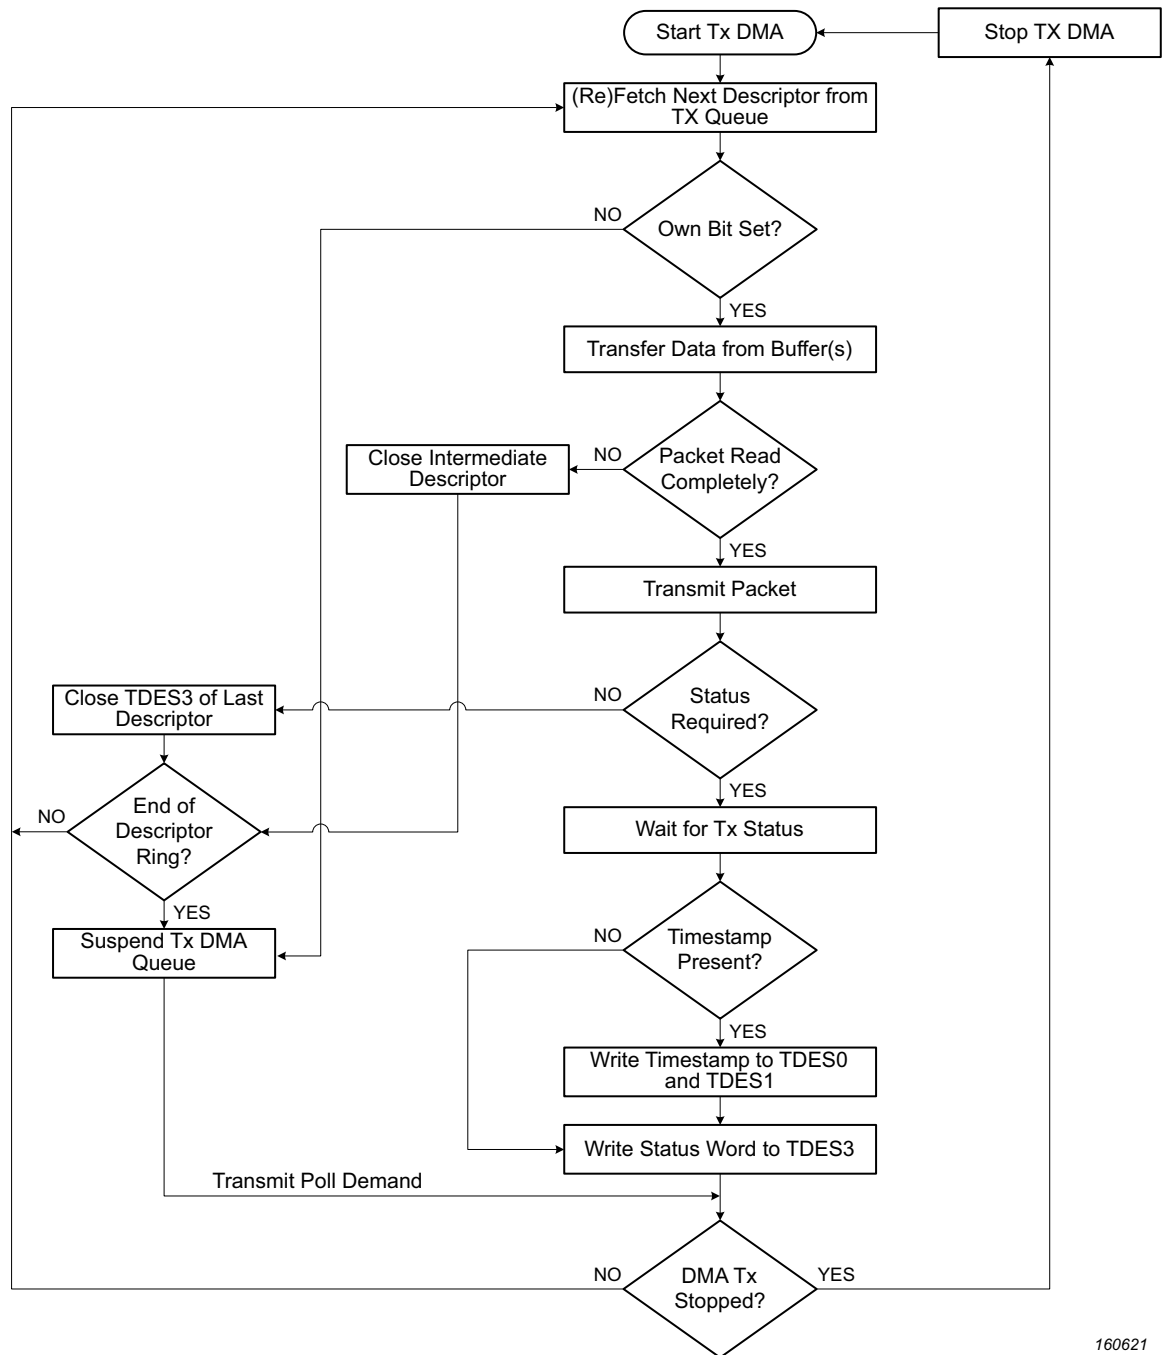 Start Tx DMA
Stop TX DMA
(Re)Fetch Next Descriptor from
TX Queue
NO
Own Bit Set?
YES
Transfer Data from Buffer(s)
Close Intermediate
Descriptor
NO
Packet Read
Completely?
YES
Transmit Packet
Close TDES3 of Last
Descriptor
NO
Status
Required?
YES
NO
End of
Descriptor
Ring?
Wait for Tx Status
YES
Suspend Tx DMA
Queue
NO
Timestamp
Present?
YES
Write Timestamp to TDES0
and TDES1
Write Status Word to TDES3
Transmit Poll Demand
NO
DMA Tx
Stopped?
YES
160621